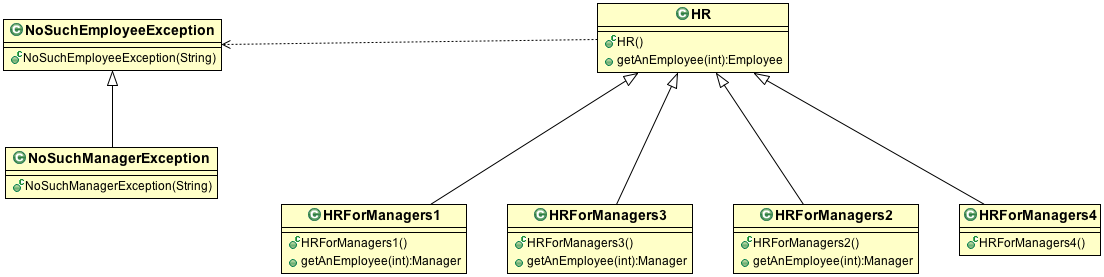 NoSuchEmployeeException
NoSuchEmployeeException(String)
HR
HR()
getAnEmployee(int):Employee
NoSuchManagerException
NoSuchManagerException(String)
HRForManagers1
HRForManagers1()
getAnEmployee(int):Manager
HRForManagers3
HRForManagers3()
getAnEmployee(int):Manager
HRForManagers2
HRForManagers2()
getAnEmployee(int):Manager
HRForManagers4
HRForManagers4()